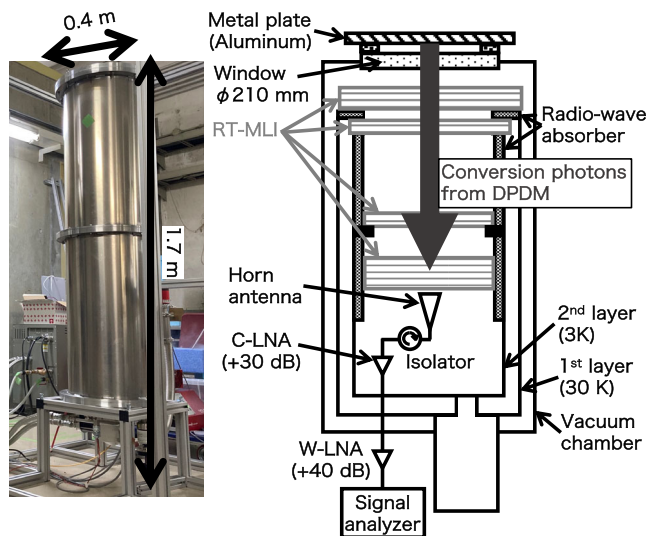 0.4 m
1.7 m
Metal plate
(Aluminum)
Window
ϕ210 mm
RT-MLI
Radio-wave
absorber
Conversion photons
from DPDM
Horn
antenna
C-LNA
(+30 dB)
Isolator
2nd layer
(3K)
1st layer
(30 K)
Vacuum
chamber
W-LNA
(+40 dB)
Signal
analyzer